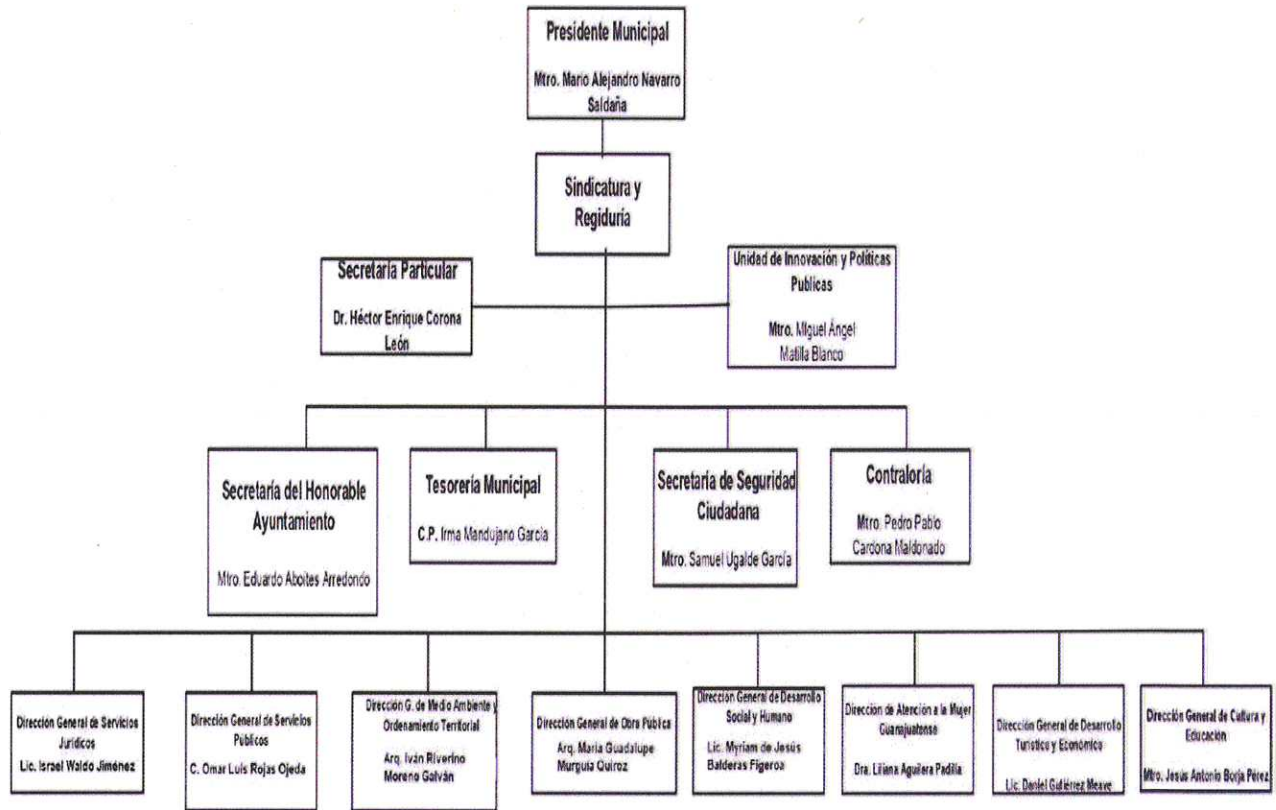 Presidente Municipal
Mtro. Mario Alejandro Navarro
Saldaña
Sindicatura y
Regiduría
Secretaría Particular
Dr. Héctor Enrique Corona
León
Unidad de Innovación y Políticas
Publicas
Mtro. Miguel Ángel
Matilla Blanco
Secretaría del Honorable
Ayuntamiento
Mtro. Eduardo Aboites Arredondo
Tesorería Municipal
C.P. Irma Mandujano García
Secretaría de Seguridad
Ciudadana
Mtro. Samuel Ugalde García
Contraloría
Mtro. Pedro Pablo
Cardona Maldonado
Dirección General de Servicios
Jurídicos
Lic. Israel Waldo Jiménez
Dirección General de Servicios
Públicos
C. Omar Luis Rojas Ojeda
Dirección G. de Medio Ambiente y
Ordenamiento Territorial
Arq. Iván Riverino
Moreno Galván
Dirección General de Obra Pública
Arq. María Guadalupe
Murguía Quiroz
Dirección General de Desarrollo
Social y Humano
Lic. Myriam de Jesús
Balderas Figeroa
Dirección de Atención a la Mujer
Guanajuatense
Dra. Liliana Aguilera Padilla
Dirección General de Desarrollo
Turístico y Económico
Lic. Daniel Gutiérrez Meave
Dirección General de Cultura y
Educación
Mtro. Jesús Antonio Borja Pérez